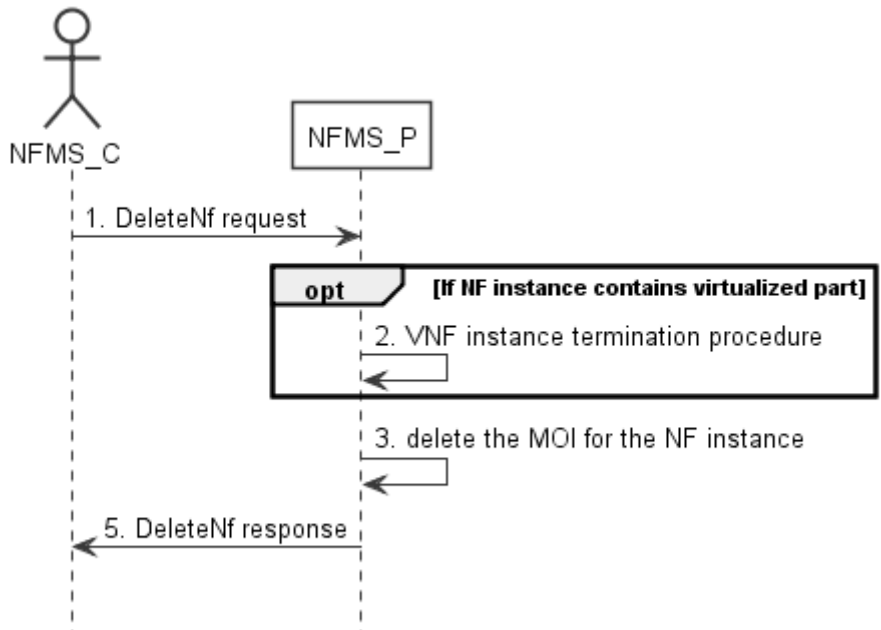 NFMS_C
NFMS_P
1. DeleteNf request
opt
[If NF instance contains virtualized part]
2. VNF instance termination procedure
3. delete the MOI for the NF instance
5. DeleteNf response